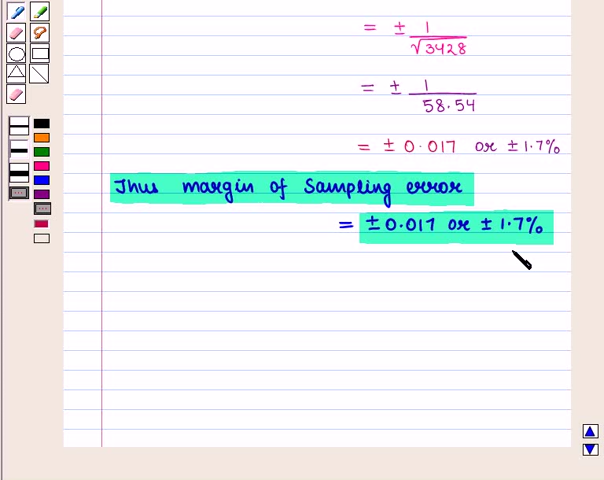 = ± 1/√3428
= ± 1/58.54
= ± 0.017 or ± 1.7%
Thus margin of Sampling error
= ± 0.017 or ± 1.7%